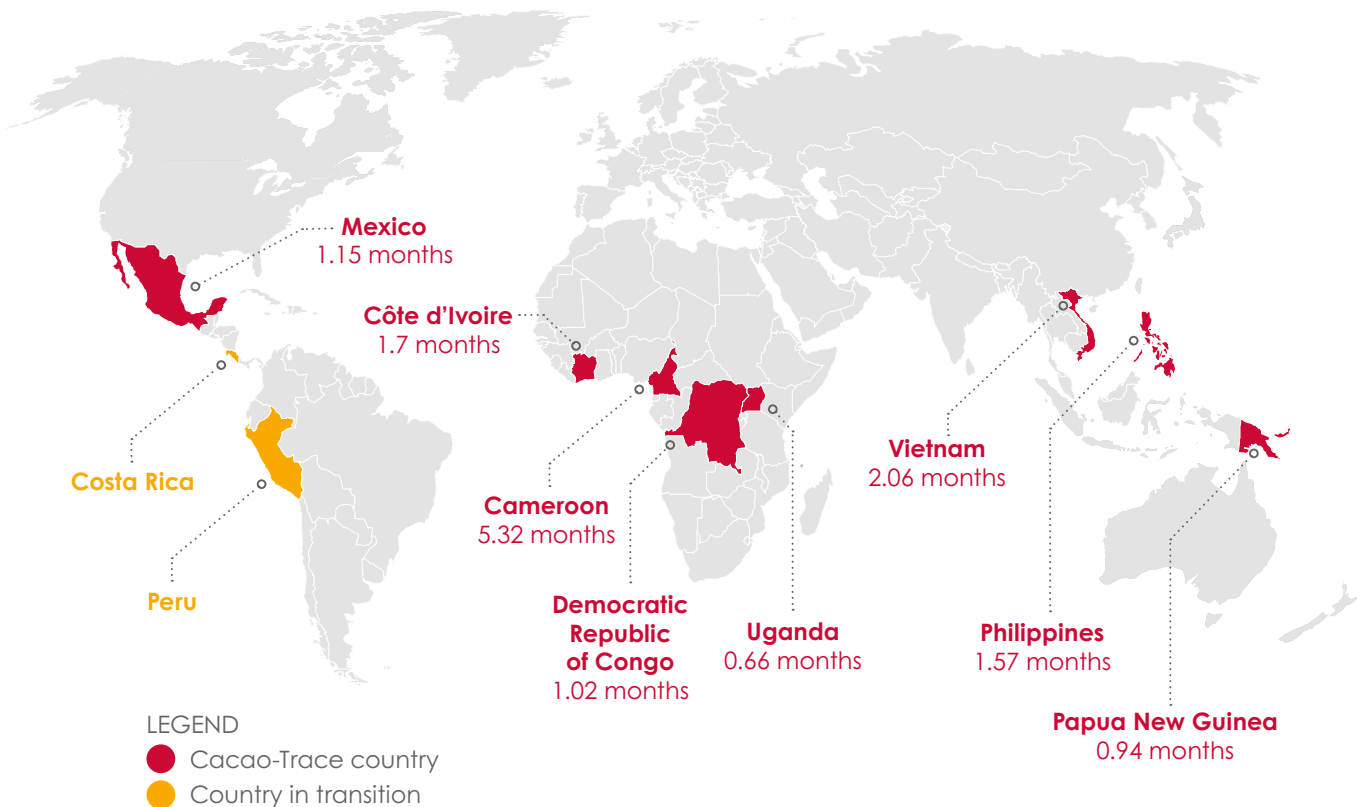 Mexico
1.15 months
Côte d’Ivoire
1.7 months
Costa Rica
Peru
Cameroon
5.32 months
Democratic
Republic
of Congo
1.02 months
Uganda
0.66 months
Vietnam
2.06 months
Philippines
1.57 months
Papua New Guinea
0.94 months
LEGEND
Cacao-Trace country
Country in transition